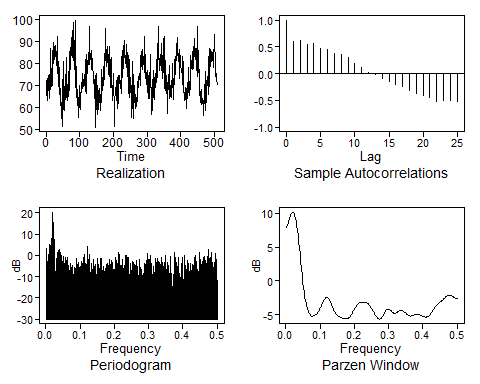 100
90
80
70
60
50
0 100 200 300 400 500
Time
Realization
1.0
0.5
0.0
-0.5
-1.0
0 5 10 15 20 25
Lag
Sample Autocorrelations
20
10
0
-10
-20
-30
dB
0.0 0.1 0.2 0.3 0.4 0.5
Frequency
Periodogram
10
5
0
-5
dB
0.0 0.1 0.2 0.3 0.4 0.5
Frequency
Parzen Window